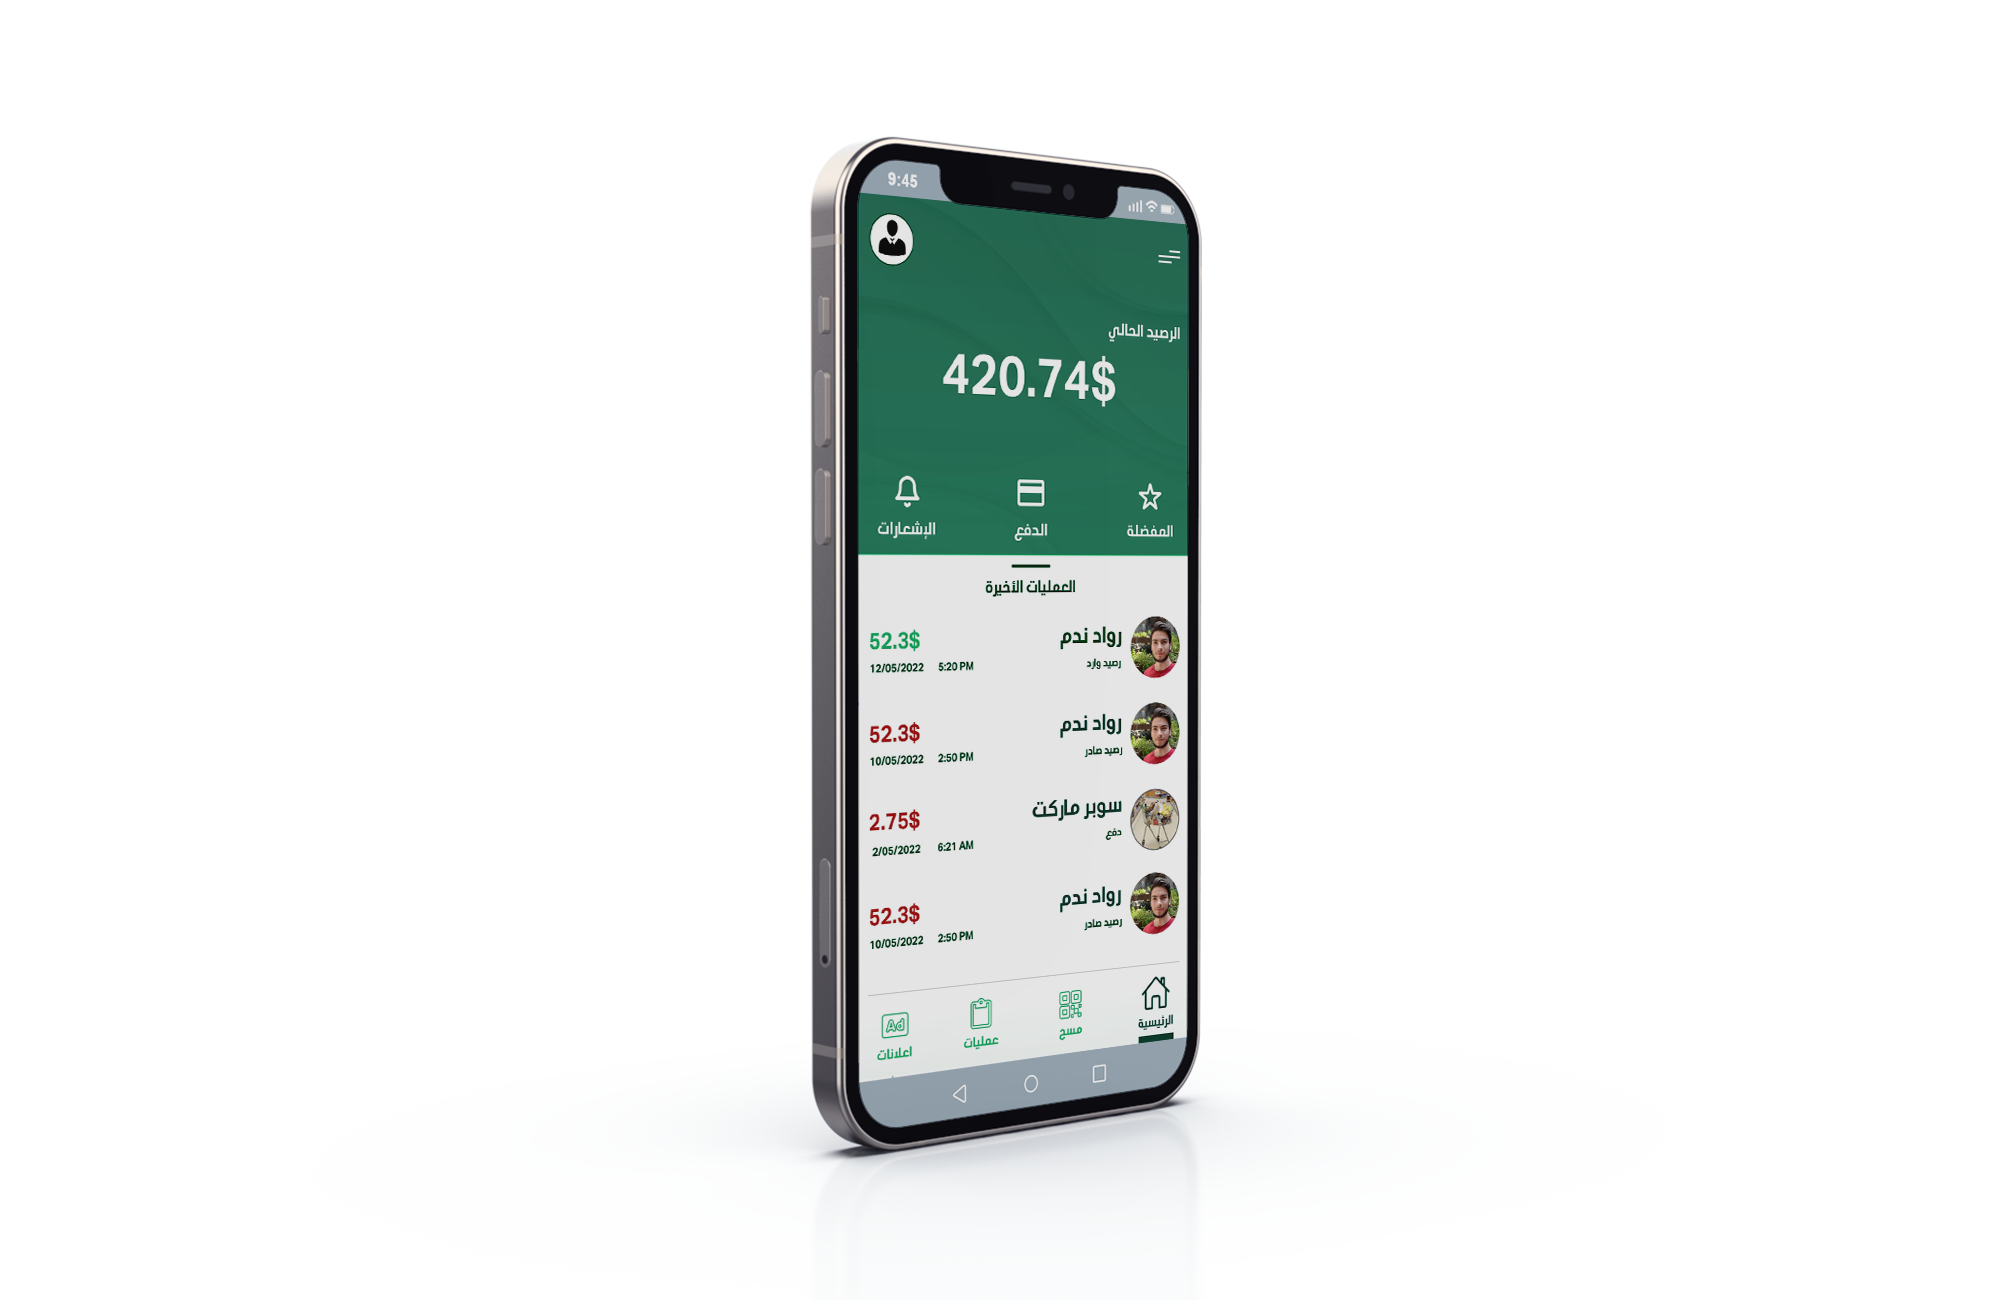 9:45
الرصيد الحالي
420.74$
المفضلة
الدفع
الإشعارات
العمليات الأخيرة
رواد ندم
52.3$
رصيد وارد
5:20 PM
12/05/2022
رواد ندم
52.3$
رصيد صادر
2:50 PM
10/05/2022
سوبر ماركت
2.75$
دفع
6:21 AM
2/05/2022
رواد ندم
52.3$
رصيد صادر
2:50 PM
10/05/2022
الرئيسية
مسح
عمليات
Ad
اعلانات